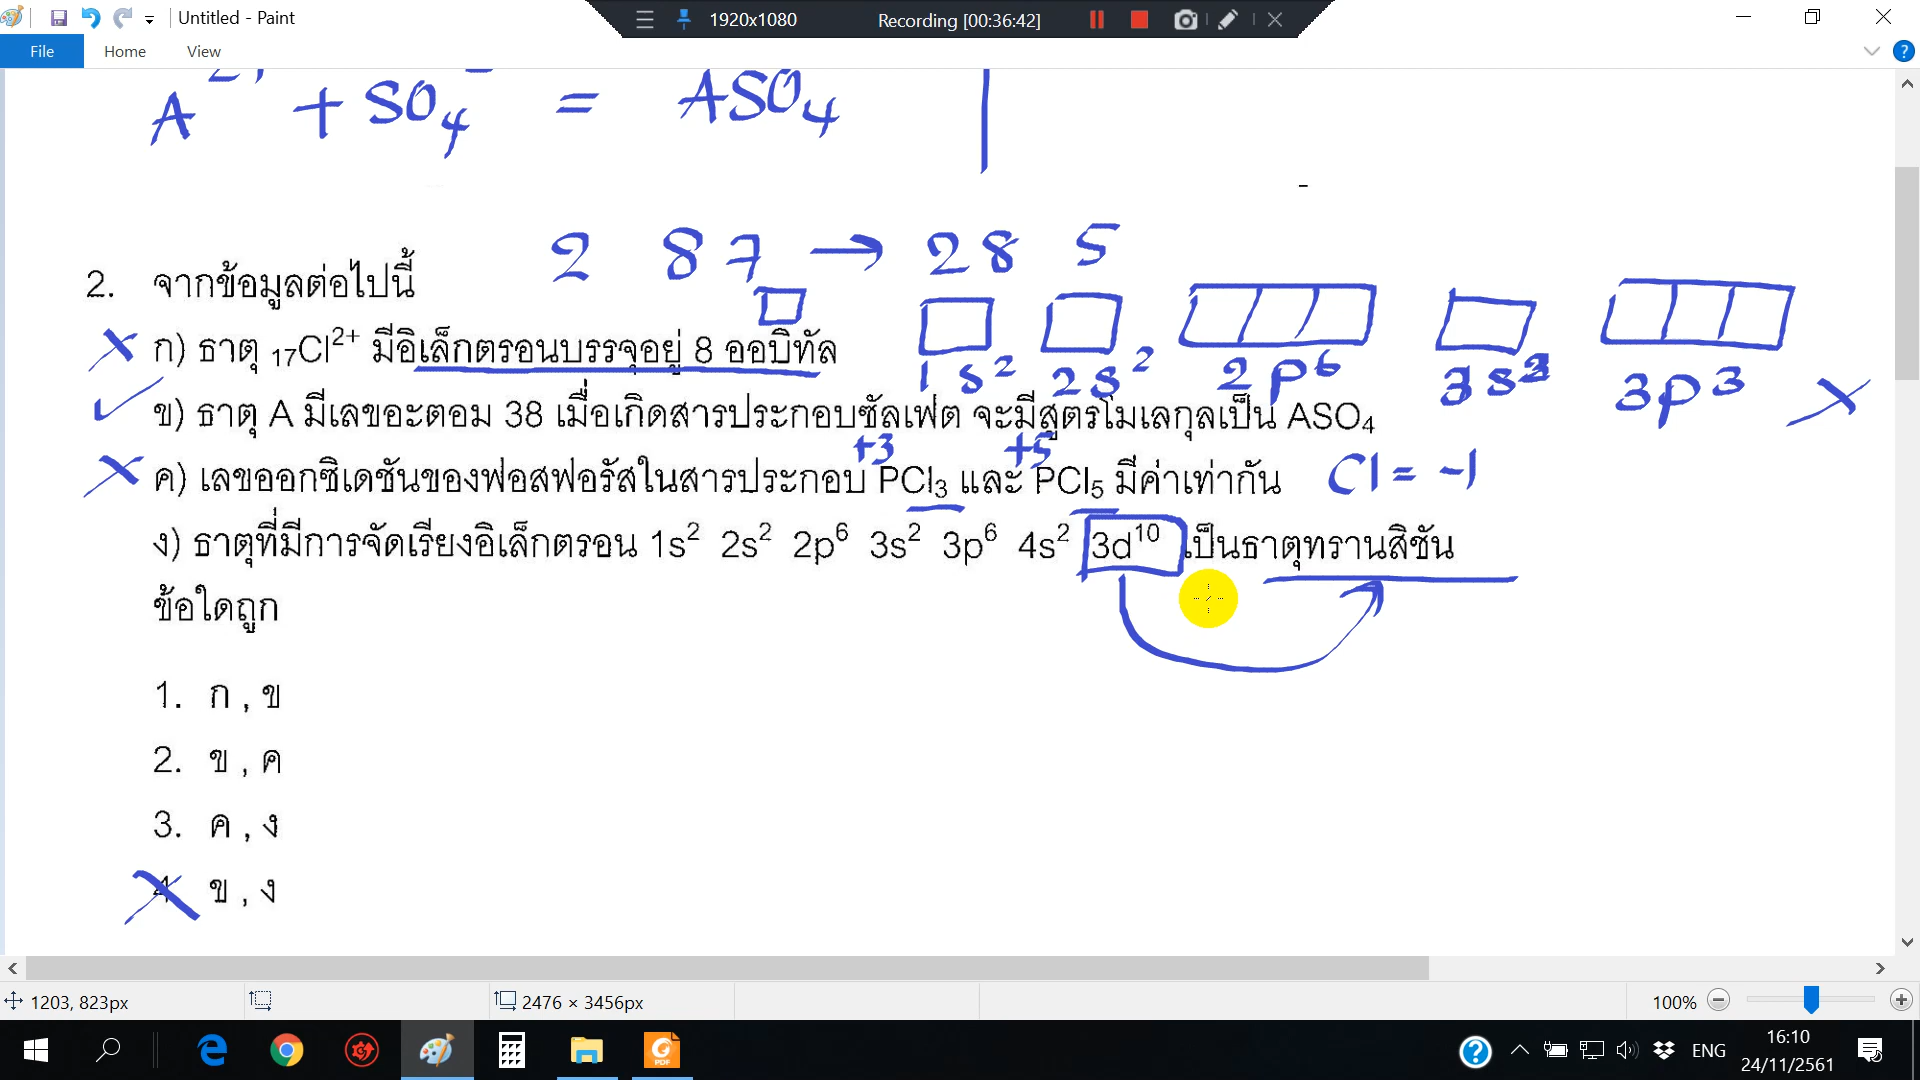 Untitled - Paint
1920x1080
Recording [00:36:42]
File
Home
View
A + SO4 = ASO4
2 8 7 → 2 8 5
2. จากข้อมูลต่อไปนี้
ก) ธาตุ 17Cl2+ มีอิเล็กตรอนบรรจุอยู่ 8 ออบิทัล
1s2 2s2 2p6 3s2 3p3
ข) ธาตุ A มีเลขอะตอม 38 เมื่อเกิดสารประกอบซัลเฟต จะมีสูตรโมเลกุลเป็น ASO4
+3 +5
ค) เลขออกซิเดชันของฟอสฟอรัสในสารประกอบ PCl3 และ PCl5 มีค่าเท่ากัน
Cl = -1
ง) ธาตุที่มีการจัดเรียงอิเล็กตรอน 1s2 2s2 2p6 3s2 3p6 4s2 3d10 เป็นธาตุทรานสิชัน
ข้อใดถูก
1. ก , ข
2. ข , ค
3. ค , ง
4 ข , ง
1203, 823px
2476 × 3456px
100%
ENG
16:10
24/11/2561
PDF